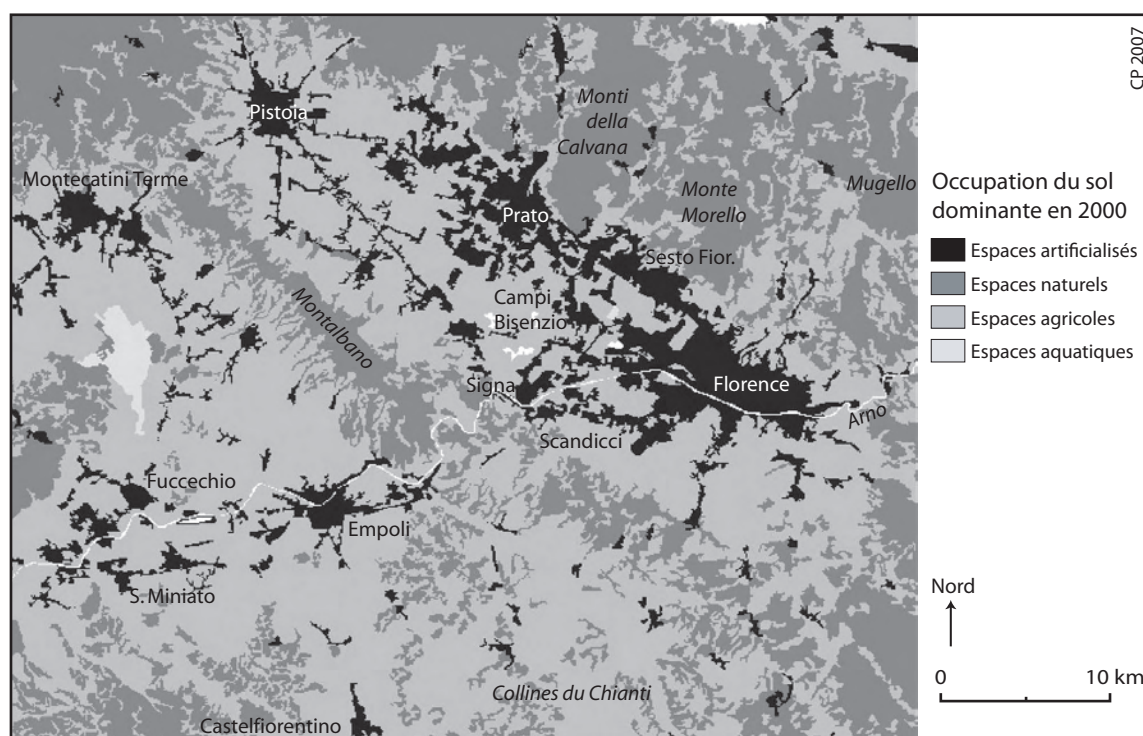 CP 2007
Pistoia
Monti
della
Calvana
Montecatini Terme
Prato
Monte
Morello
Mugello
Sesto Fior.
Campi
Bisenzio
Montalbano
Signa
Florence
Arno
Scandicci
Fuccechio
Empoli
S. Miniato
Collines du Chianti
Castelfiorentino
Occupation du sol
dominante en 2000
Espaces artificialisés
Espaces naturels
Espaces agricoles
Espaces aquatiques
Nord
0 10 km